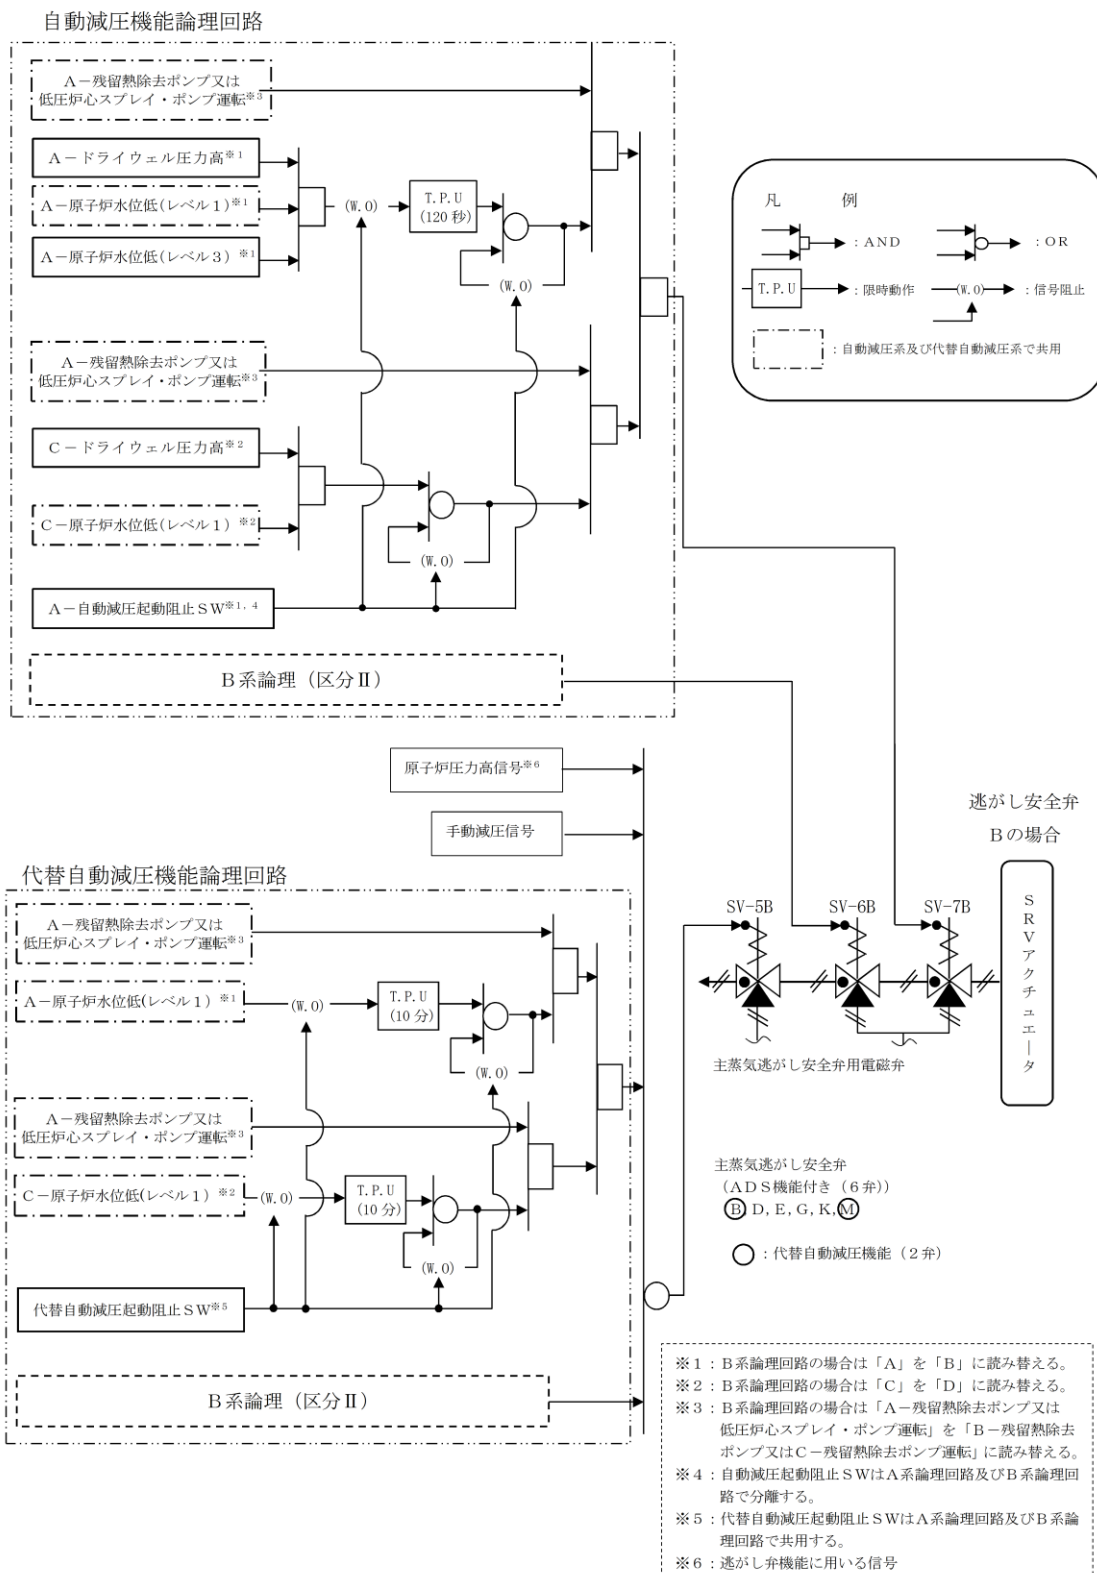 自動減圧機能論理回路
A－残留熱除去ポンプ又は
低圧炉心スプレイ・ポンプ運転※3
A－ドライウェル圧力高※1
A－原子炉水位低(レベル1)※1
A－原子炉水位低(レベル3)※1
(W.O)
T.P.U
(120秒)
(W.O)
A－残留熱除去ポンプ又は
低圧炉心スプレイ・ポンプ運転※3
C－ドライウェル圧力高※2
C－原子炉水位低(レベル1)※2
(W.O)
A－自動減圧起動阻止SW※1,4
B系論理（区分Ⅱ）
凡　例
：AND
：OR
T.P.U
：限時動作
(W.O)
：信号阻止
：自動減圧系及び代替自動減圧系で共用
原子炉圧力高信号※6
手動減圧信号
代替自動減圧機能論理回路
A－残留熱除去ポンプ又は
低圧炉心スプレイ・ポンプ運転※3
A－原子炉水位低(レベル1)※1
(W.O)
T.P.U
(10分)
(W.O)
A－残留熱除去ポンプ又は
低圧炉心スプレイ・ポンプ運転※3
C－原子炉水位低(レベル1)※2
(W.O)
T.P.U
(10分)
(W.O)
代替自動減圧起動阻止SW※5
B系論理（区分Ⅱ）
逃がし安全弁
Bの場合
SV-5B
SV-6B
SV-7B
SRVアクチュエータ
主蒸気逃がし安全弁用電磁弁
主蒸気逃がし安全弁
（ADS機能付き（6弁））
B, D, E, G, K, M
：代替自動減圧機能（2弁）
※1：B系論理回路の場合は「A」を「B」に読み替える。
※2：B系論理回路の場合は「C」を「D」に読み替える。
※3：B系論理回路の場合は「A－残留熱除去ポンプ又は
低圧炉心スプレイ・ポンプ運転」を「B－残留熱除去
ポンプ又はC－残留熱除去ポンプ運転」に読み替える。
※4：自動減圧起動阻止SWはA系論理回路及びB系論理回
路で分離する。
※5：代替自動減圧起動阻止SWはA系論理回路及びB系論
理回路で共用する。
※6：逃がし弁機能に用いる信号